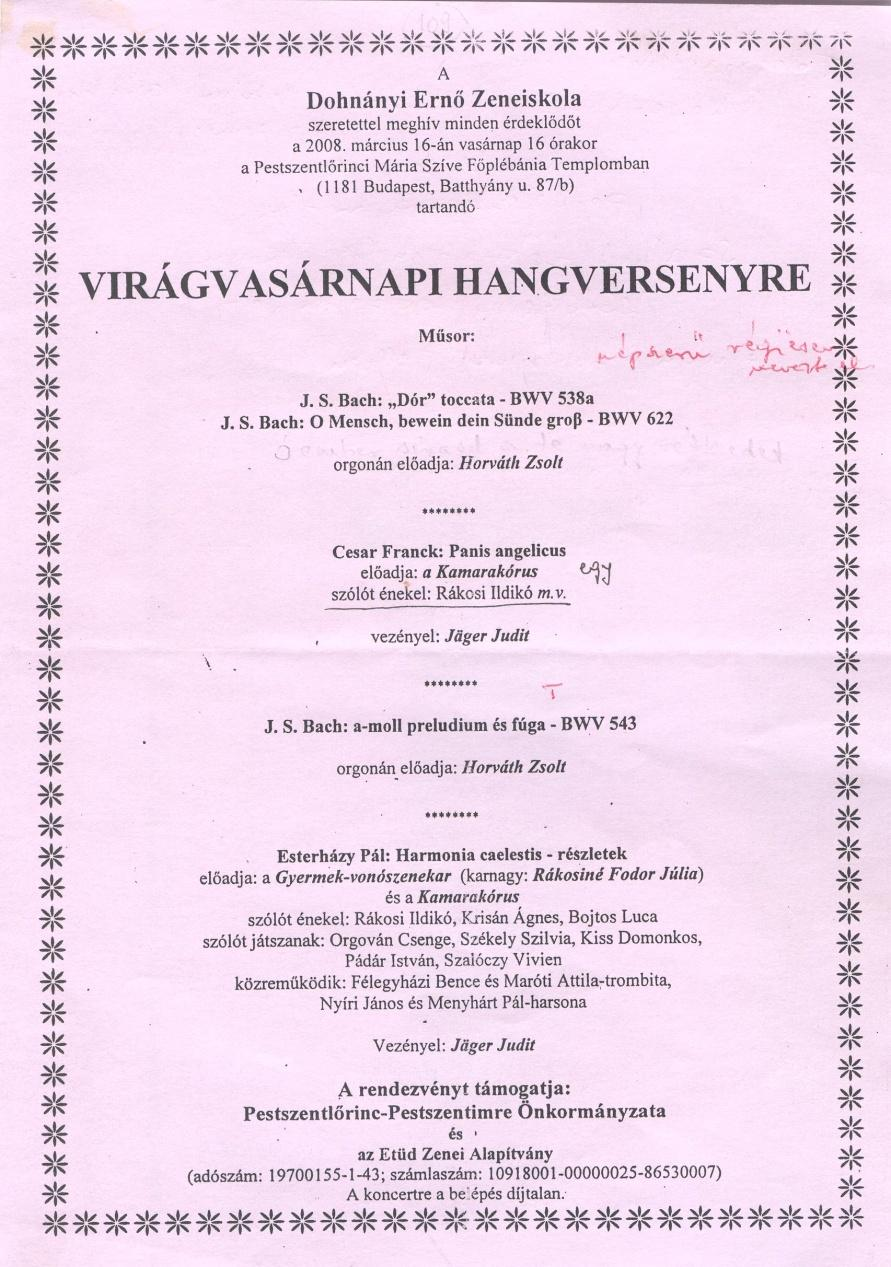 A
Dohnányi Ernő Zeneiskola
szeretettel meghív minden érdeklődőt
a 2008. március 16-án vasárnap 16 órakor
a Pestszentlőrinci Mária Szíve Főplébánia Templomban
(1181 Budapest, Batthyány u. 87/b)
tartandó
VIRÁGVASÁRNAPI HANGVERSENYRE
Műsor:
népszerű
J. S. Bach: „Dór” toccata - BWV 538a
J. S. Bach: O Mensch, bewein dein Sünde groß - BWV 622
orgonán előadja: Horváth Zsolt
********
Cesar Franck: Panis angelicus
előadja: a Kamarakórus egy
szólót énekel: Rákosi Ildikó m.v.
vezényel: Jäger Judit
********
J. S. Bach: a-moll preludium és fúga - BWV 543
orgonán előadja: Horváth Zsolt
********
Esterházy Pál: Harmonia caelestis - részletek
előadja: a Gyermek-vonószenekar (karnagy: Rákosiné Fodor Júlia)
és a Kamarakórus
szólót énekel: Rákosi Ildikó, Krisán Ágnes, Bojtos Luca
szólót játszanak: Orgován Csenge, Székely Szilvia, Kiss Domonkos,
Pádár István, Szalóczy Vivien
közreműködik: Félegyházi Bence és Maróti Attila-trombita,
Nyíri János és Menyhárt Pál-harsona
Vezényel: Jäger Judit
A rendezvényt támogatja:
Pestszentlőrinc-Pestszentimre Önkormányzata
és
az Etűd Zenei Alapítvány
(adószám: 19700155-1-43; számlaszám: 10918001-00000025-86530007)
A koncertre a belépés díjtalan.